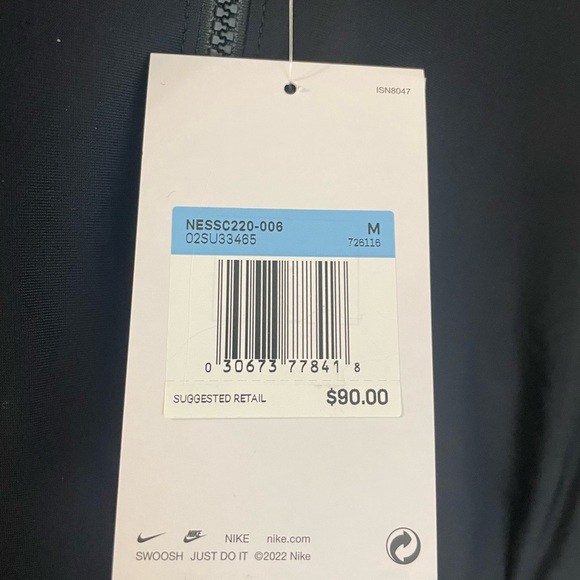 ISN8047
NESSC220-006 M
02SU33465 726116
0 30673 77841 8
SUGGESTED RETAIL $90.00
NIKE NIKE nike.com
SWOOSH JUST DO IT ©2022 Nike